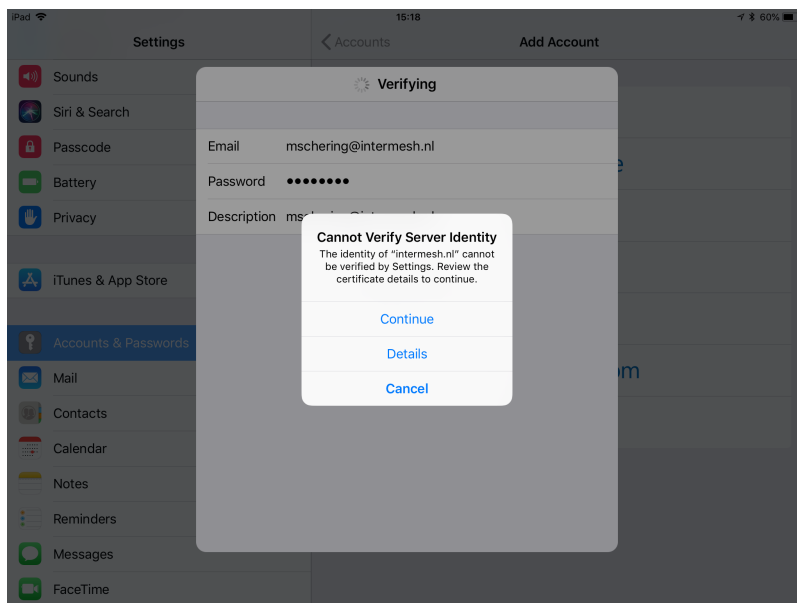 iPad 15:18 60%
Settings
Accounts Add Account
Sounds
Siri & Search
Passcode
Battery
Privacy
iTunes & App Store
Accounts & Passwords
Mail
Contacts
Calendar
Notes
Reminders
Messages
FaceTime
Verifying
Email mschering@intermesh.nl
Password ●●●●●●●●
Description
Cannot Verify Server Identity
The identity of “intermesh.nl” cannot
be verified by Settings. Review the
certificate details to continue.
Continue
Details
Cancel